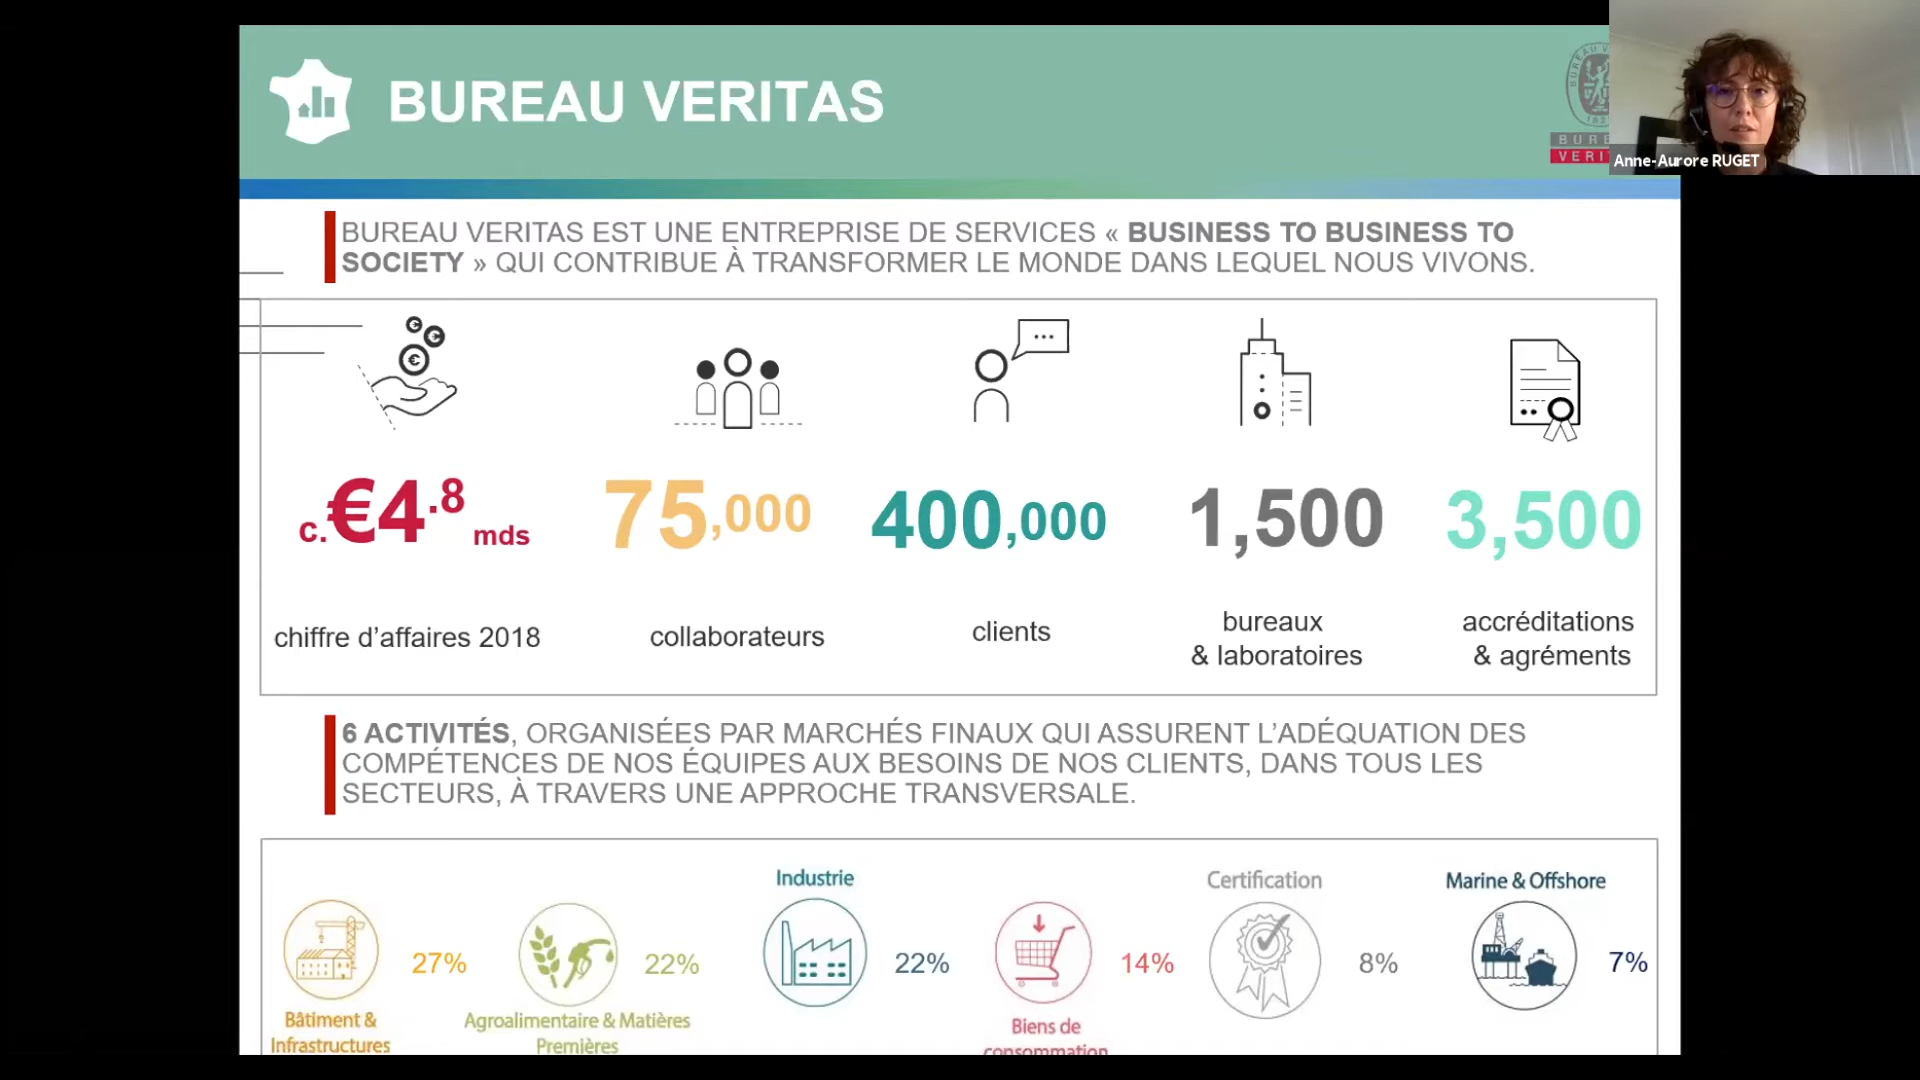 BUREAU VERITAS
Anne-Aurore RUGET
BUREAU VERITAS EST UNE ENTREPRISE DE SERVICES « BUSINESS TO BUSINESS TO
SOCIETY » QUI CONTRIBUE À TRANSFORMER LE MONDE DANS LEQUEL NOUS VIVONS.
c.€4.8 mds
75,000
400,000
1,500
3,500
chiffre d’affaires 2018
collaborateurs
clients
bureaux
& laboratoires
accréditations
& agréments
6 ACTIVITÉS, ORGANISÉES PAR MARCHÉS FINAUX QUI ASSURENT L’ADÉQUATION DES
COMPÉTENCES DE NOS ÉQUIPES AUX BESOINS DE NOS CLIENTS, DANS TOUS LES
SECTEURS, À TRAVERS UNE APPROCHE TRANSVERSALE.
27%
Bâtiment &
Infrastructures
22%
Agroalimentaire & Matières
Premières
Industrie
22%
14%
Biens de
consommation
Certification
8%
Marine & Offshore
7%